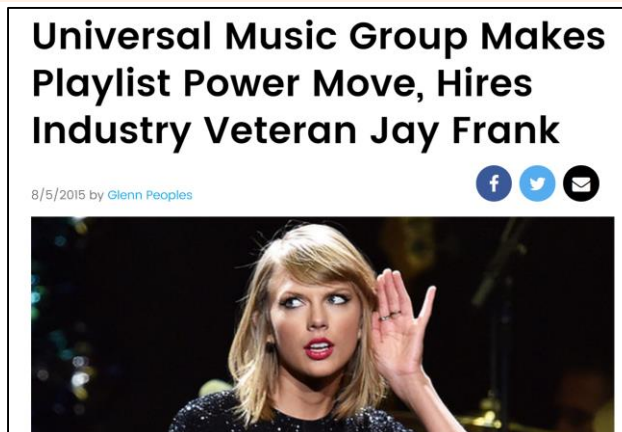 Universal Music Group Makes
Playlist Power Move, Hires
Industry Veteran Jay Frank
8/5/2015 by Glenn Peoples